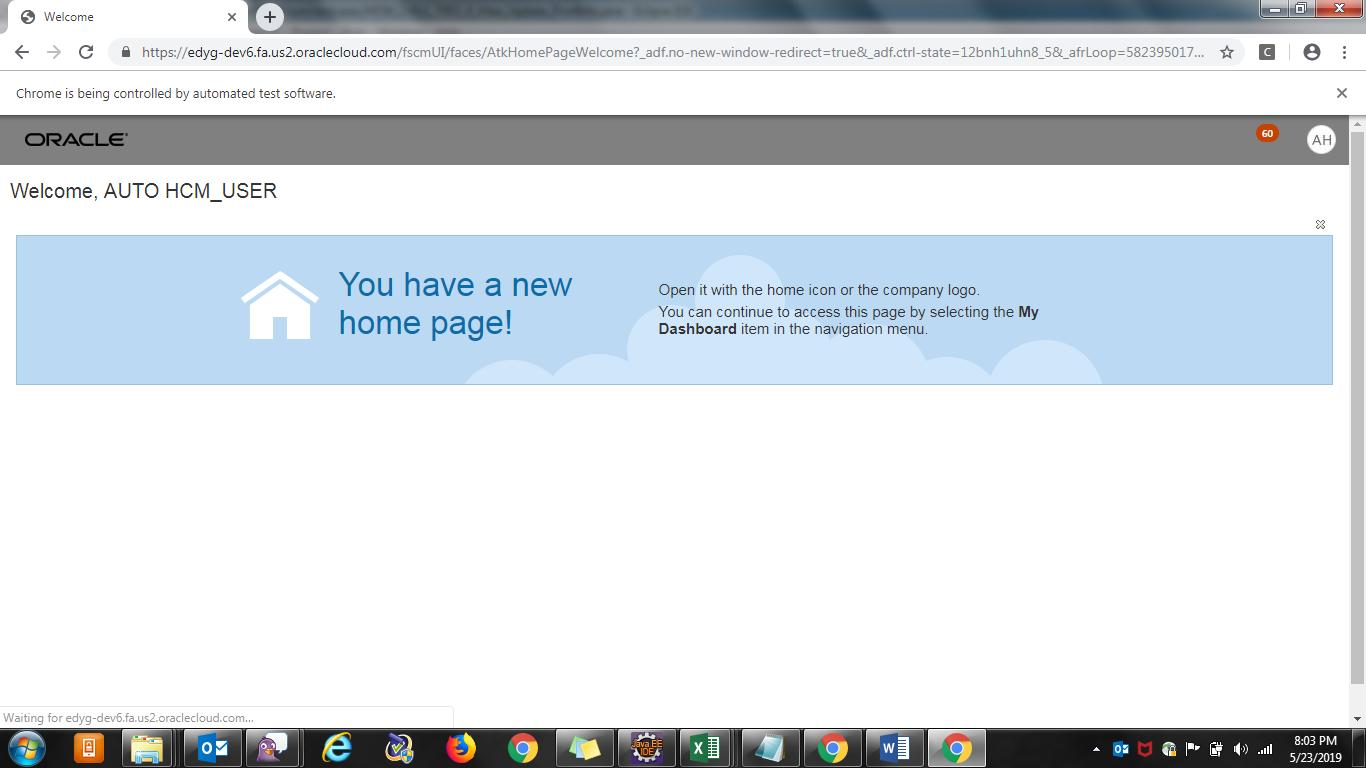 Welcome
https://edyg-dev6.fa.us2.oraclecloud.com/fscmUI/faces/AtkHomePageWelcome?_adf.no-new-window-redirect=true&_adf.ctrl-state=12bnh1uhn8_5&_afrLoop=582395017...
C
Chrome is being controlled by automated test software.
ORACLE
60
AH
Welcome, AUTO HCM_USER
You have a new
home page!
Open it with the home icon or the company logo.
You can continue to access this page by selecting the My
Dashboard item in the navigation menu.
Waiting for edyg-dev6.fa.us2.oraclecloud.com...
Java EE
IDE
8:03 PM
5/23/2019